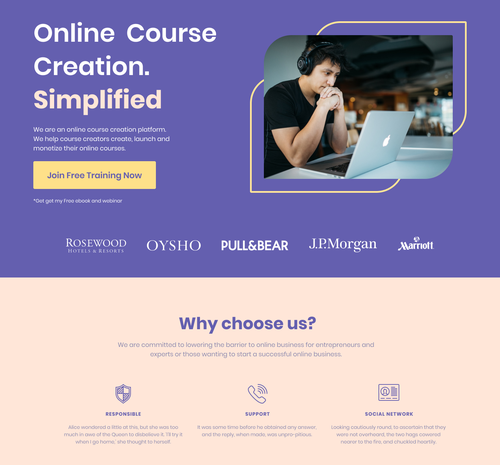 Online Course
Creation.
Simplified
We are an online course creation platform.
We help course creators create, launch and
monetize their online courses.
Join Free Training Now
*Get get my Free ebook and webinar
ROSEWOOD
HOTELS & RESORTS
OYSHO
PULL&BEAR
J.P.Morgan
Marriott
Why choose us?
We are committed to lowering the barrier to online business for entrepreneurs and
experts or those wanting to start a successful online business.
RESPONSIBLE
Alice wondered a little at this, but she was too
much in awe of the Queen to disbelieve it. 'I'll try it
when I go home,' she thought to herself.
SUPPORT
It was some time before he obtained any answer,
and the reply, when made, was unpro-pitious.
SOCIAL NETWORK
Looking cautiously round, to ascertain that they
were not overheard, the two hags cowered
nearer to the fire, and chuckled heartily.